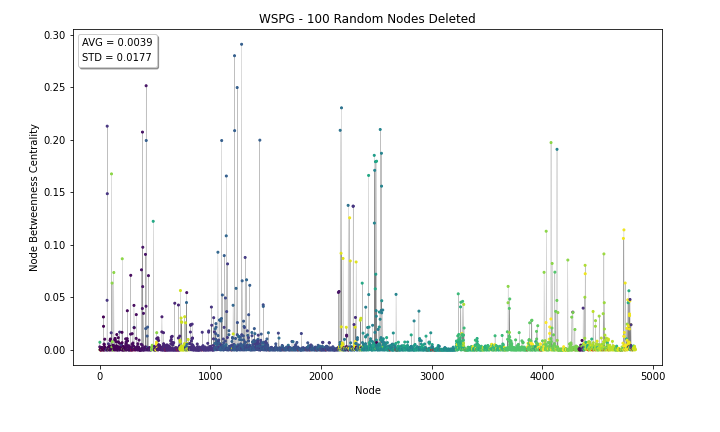 WSPG - 100 Random Nodes Deleted
AVG = 0.0039
STD = 0.0177
Node Betweenness Centrality
0.30
0.25
0.20
0.15
0.10
0.05
0.00
0 1000 2000 3000 4000 5000
Node